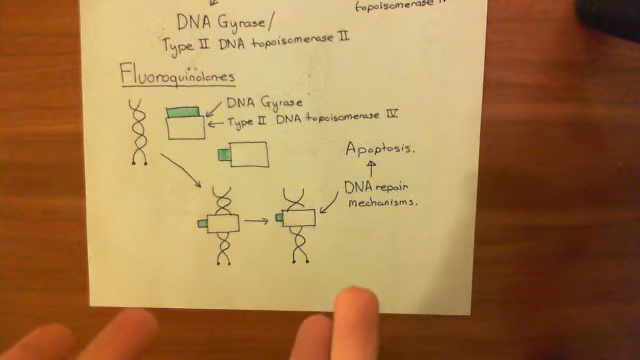 topoisomerase
DNA Gyrase/
Type II DNA topoisomerase II
Fluoroquinolones
DNA Gyrase
Type II DNA topoisomerase IV
Apoptosis.
DNA repair
mechanisms.